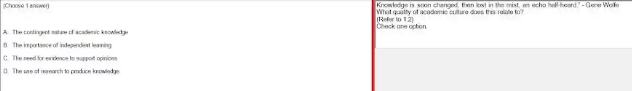 (Choose 1 answer)
A. The contingent nature of academic knowledge
B. The importance of independent learning
C. The need for evidence to support opinions
D. The use of research to produce knowledge
Knowledge is soon changed, then lost in the mist, an echo half-heard." - Gene Wolfe
What quality of academic culture does this relate to?
(Refer to 1.2)
Check one option.